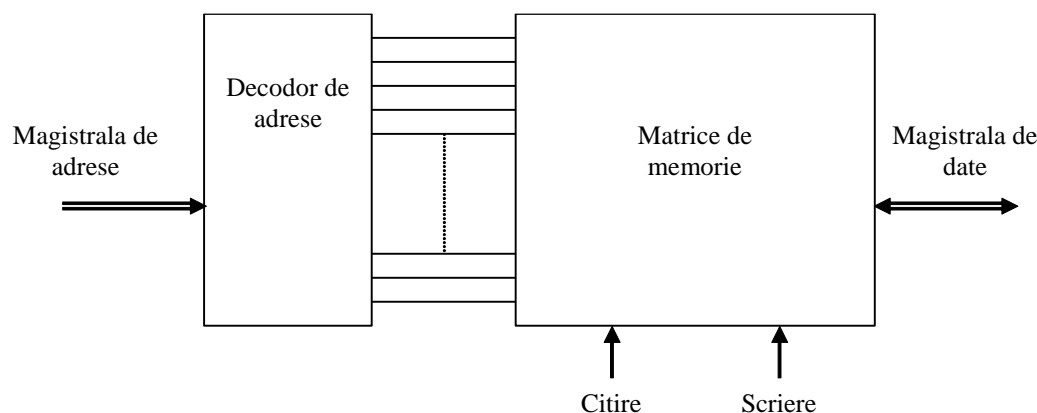 Magistrala de
adrese
Decodor de
adrese
Matrice de
memorie
Magistrala de
date
Citire
Scriere